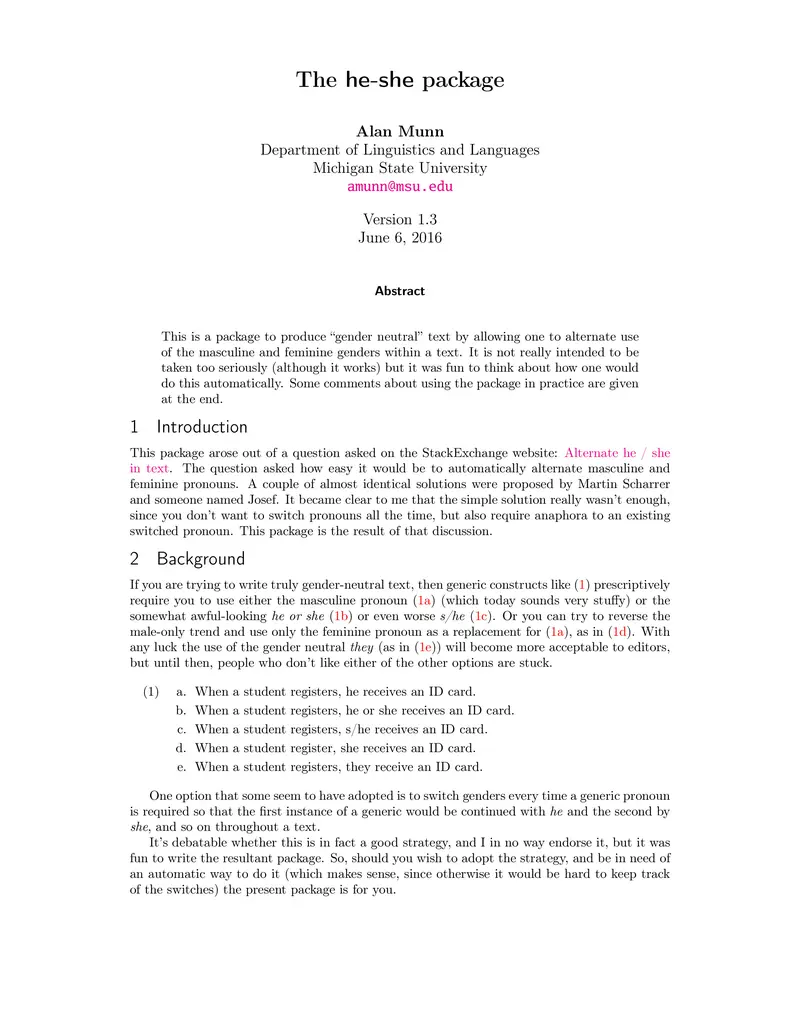 The he-she package
Alan Munn
Department of Linguistics and Languages
Michigan State University
amunn@msu.edu
Version 1.3
June 6, 2016
Abstract
This is a package to produce “gender neutral” text by allowing one to alternate use
of the masculine and feminine genders within a text. It is not really intended to be
taken too seriously (although it works) but it was fun to think about how one would
do this automatically. Some comments about using the package in practice are given
at the end.
1 Introduction
This package arose out of a question asked on the StackExchange website: Alternate he / she
in text. The question asked how easy it would be to automatically alternate masculine and
feminine pronouns. A couple of almost identical solutions were proposed by Martin Scharrer
and someone named Josef. It became clear to me that the simple solution really wasn’t enough,
since you don’t want to switch pronouns all the time, but also require anaphora to an existing
switched pronoun. This package is the result of that discussion.
2 Background
If you are trying to write truly gender-neutral text, then generic constructs like (1) prescriptively
require you to use either the masculine pronoun (1a) (which today sounds very stuffy) or the
somewhat awful-looking he or she (1b) or even worse s/he (1c). Or you can try to reverse the
male-only trend and use only the feminine pronoun as a replacement for (1a), as in (1d). With
any luck the use of the gender neutral they (as in (1e)) will become more acceptable to editors,
but until then, people who don’t like either of the other options are stuck.
(1) a. When a student registers, he receives an ID card.
b. When a student registers, he or she receives an ID card.
c. When a student registers, s/he receives an ID card.
d. When a student register, she receives an ID card.
e. When a student registers, they receive an ID card.
One option that some seem to have adopted is to switch genders every time a generic pronoun
is required so that the first instance of a generic would be continued with he and the second by
she, and so on throughout a text.
It’s debatable whether this is in fact a good strategy, and I in no way endorse it, but it was
fun to write the resultant package. So, should you wish to adopt the strategy, and be in need of
an automatic way to do it (which makes sense, since otherwise it would be hard to keep track
of the switches) the present package is for you.